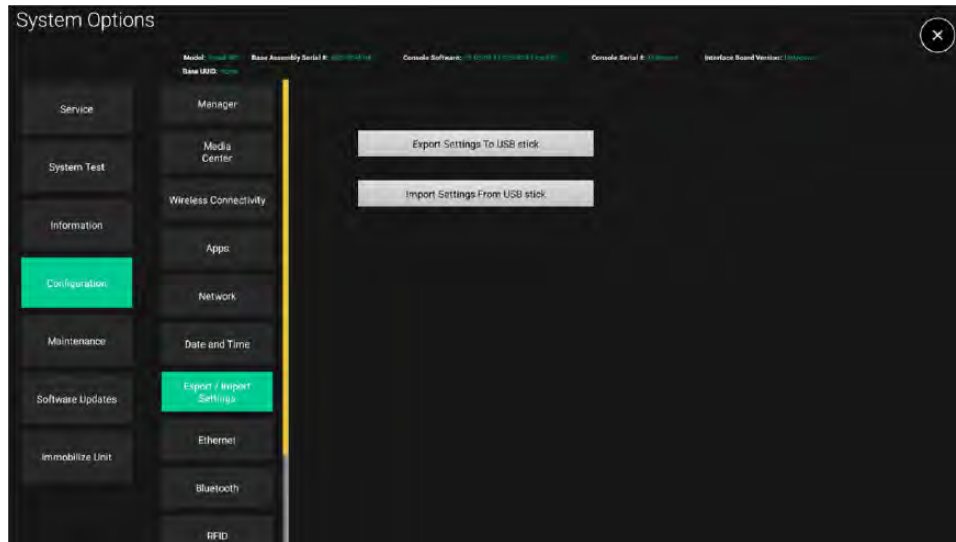 System Options
Model: Base Assembly Serial #: Console Software: Console Serial #: Interface Board Version: Unknown
Base UUID: None
Service
System Test
Information
Configuration
Maintenance
Software Updates
Immobilize Unit
Manager
Media
Center
Wireless Connectivity
Apps
Network
Date and Time
Export / Import
Settings
Ethernet
Bluetooth
RFID
Export Settings To USB stick
Import Settings From USB stick